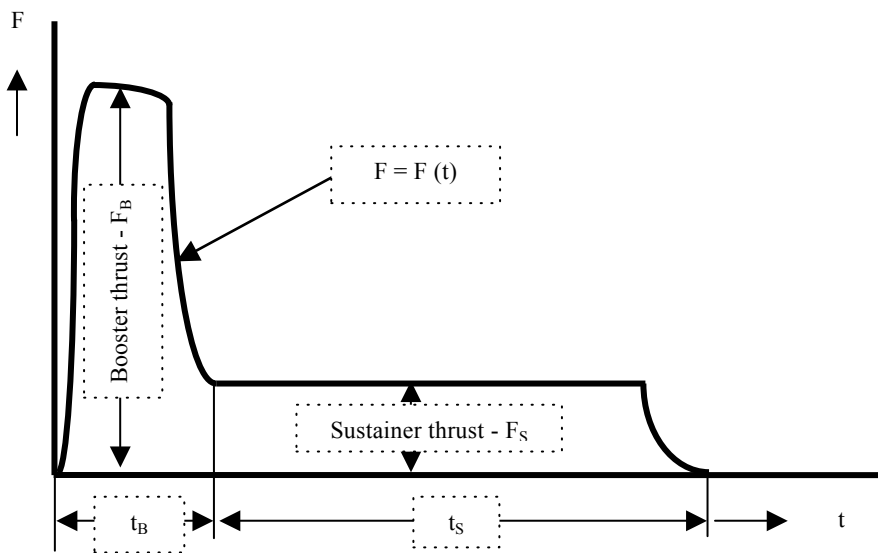 F
F = F (t)
Booster thrust - F_B
Sustainer thrust - F_S
t_B
t_S
t